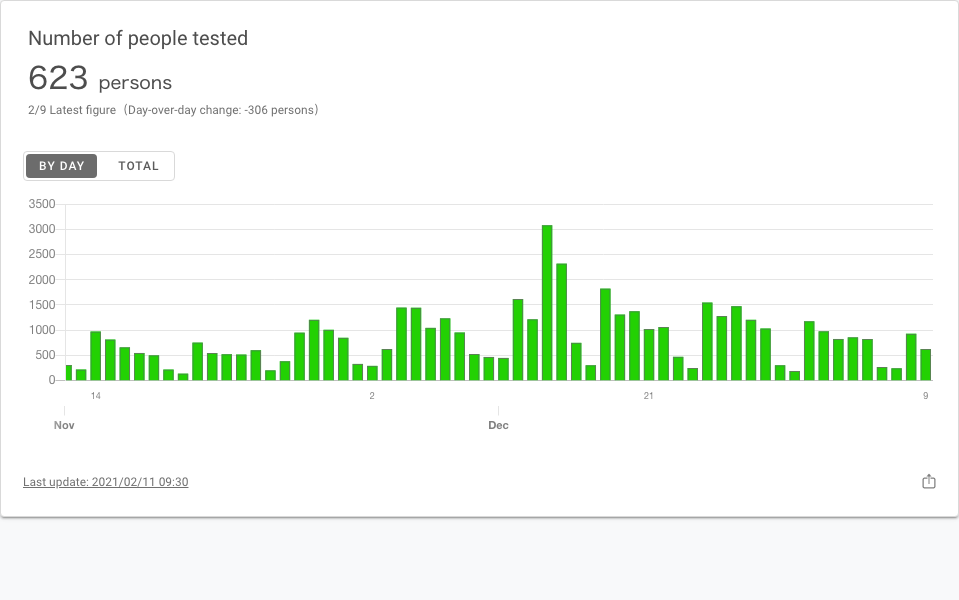 Number of people tested
623 persons
2/9 Latest figure（Day-over-day change: -306 persons）
BY DAY TOTAL
3500
3000
2500
2000
1500
1000
500
0
14 2 21 9
Nov Dec
Last update: 2021/02/11 09:30